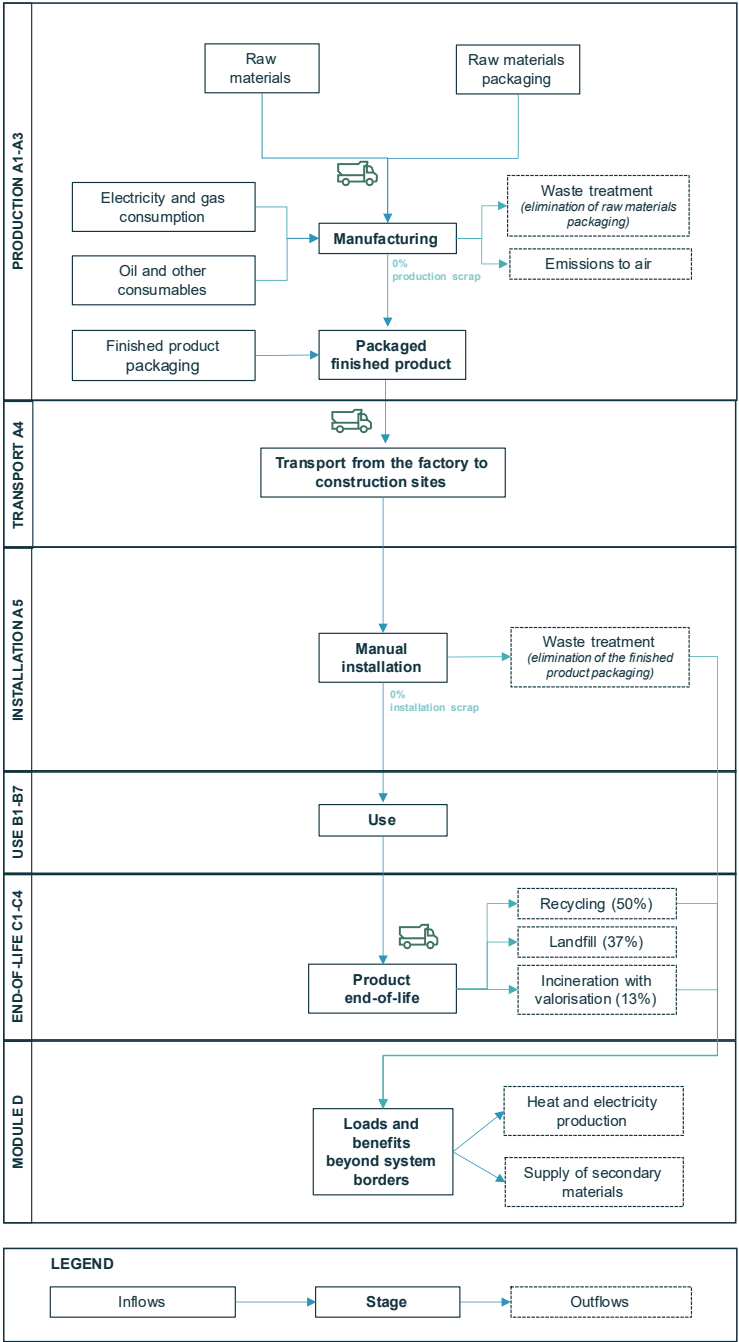 PRODUCTION A1-A3
Raw
materials
Raw materials
packaging
Electricity and gas
consumption
Waste treatment
(elimination of raw materials
packaging)
Manufacturing
Oil and other
consumables
Emissions to air
0%
production scrap
Finished product
packaging
Packaged
finished product
TRANSPORT A4
Transport from the factory to
construction sites
INSTALLATION A5
Manual
installation
Waste treatment
(elimination of the finished
product packaging)
0%
installation scrap
USE B1-B7
Use
END-OF-LIFE C1-C4
Recycling (50%)
Landfill (37%)
Product
end-of-life
Incineration with
valorisation (13%)
MODULE D
Loads and
benefits
beyond system
borders
Heat and electricity
production
Supply of secondary
materials
LEGEND
Inflows
Stage
Outflows